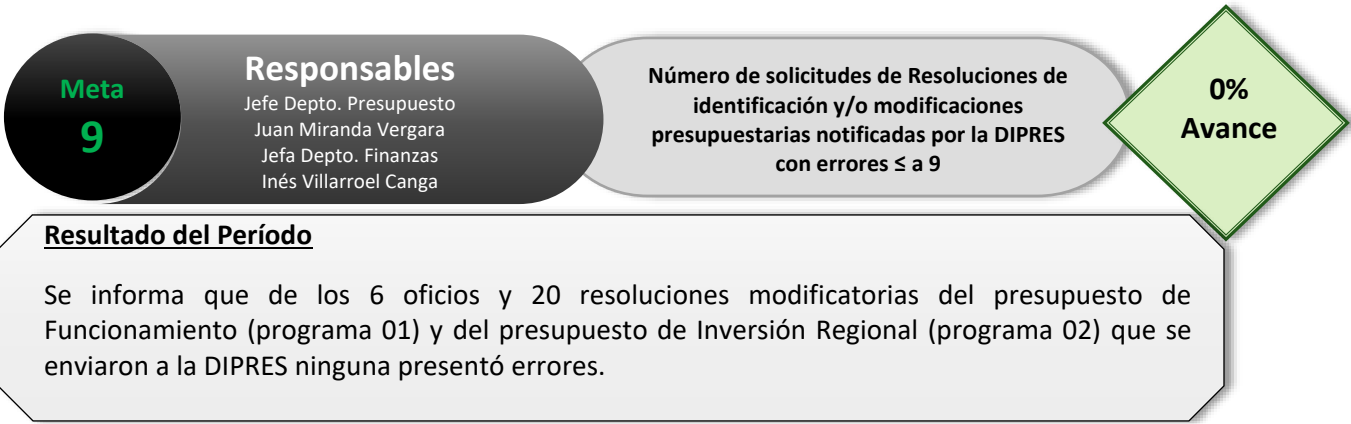 Meta
9
Responsables
Jefe Depto. Presupuesto
Juan Miranda Vergara
Jefa Depto. Finanzas
Inés Villarroel Canga
Número de solicitudes de Resoluciones de
identificación y/o modificaciones
presupuestarias notificadas por la DIPRES
con errores ≤ a 9
0%
Avance
Resultado del Período
Se informa que de los 6 oficios y 20 resoluciones modificatorias del presupuesto de
Funcionamiento (programa 01) y del presupuesto de Inversión Regional (programa 02) que se
enviaron a la DIPRES ninguna presentó errores.